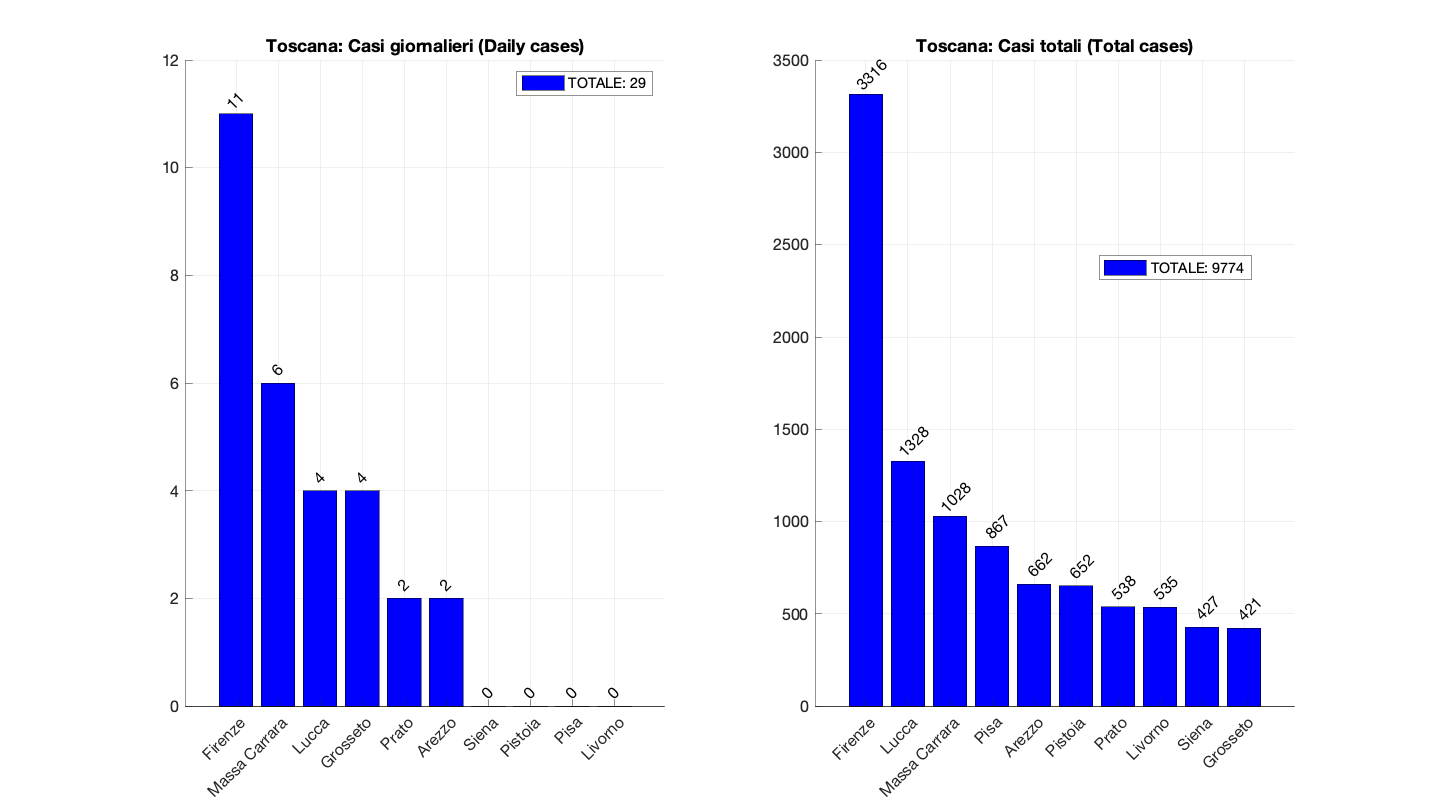 Toscana: Casi giornalieri (Daily cases)
12
10
8
6
4
2
0
TOTALE: 29
11
6
4
4
2
2
0
0
0
0
Firenze
Massa Carrara
Lucca
Grosseto
Prato
Arezzo
Siena
Pistoia
Pisa
Livorno
Toscana: Casi totali (Total cases)
3500
3000
2500
2000
1500
1000
500
0
TOTALE: 9774
3316
1328
1028
867
662
652
538
535
427
421
Firenze
Lucca
Massa Carrara
Pisa
Arezzo
Pistoia
Prato
Livorno
Siena
Grosseto